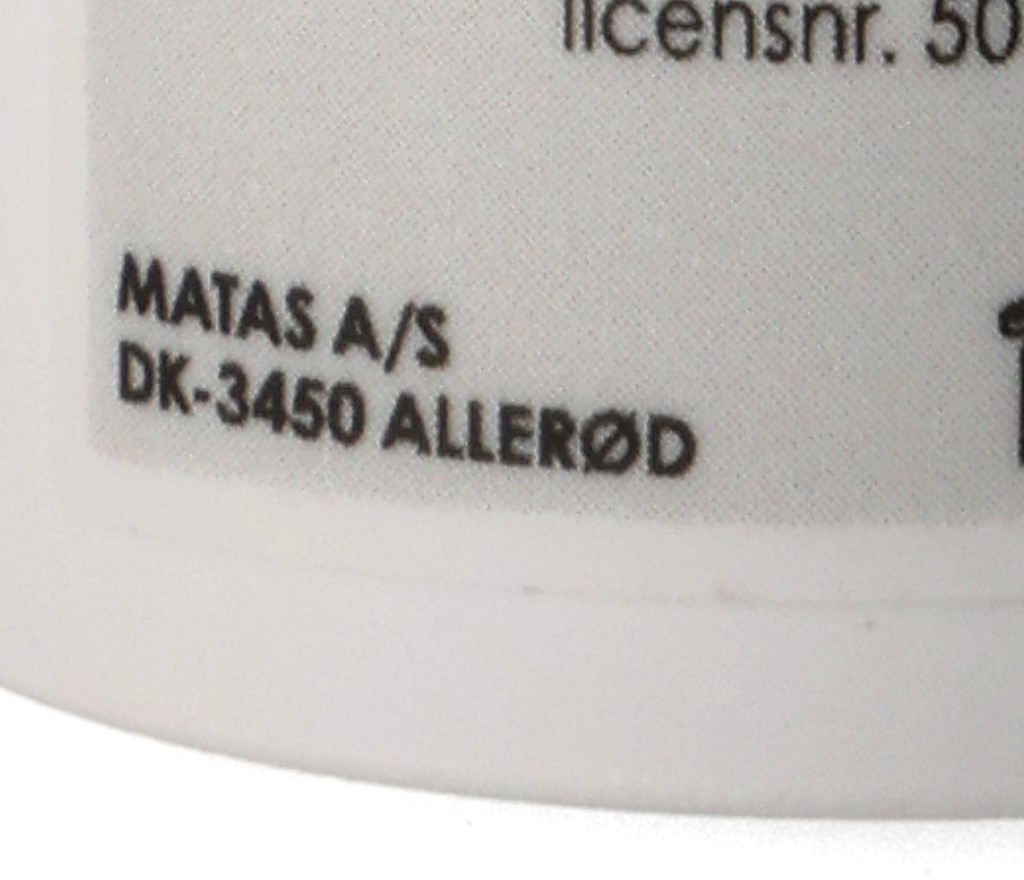 licensnr. 50
MATAS A/S
DK-3450 ALLERØD